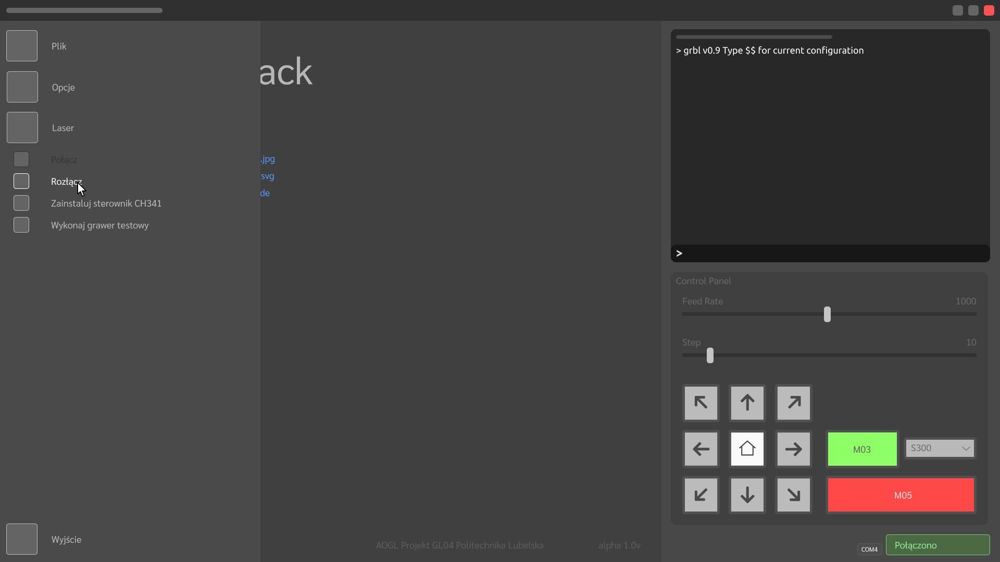 Plik
Opcje
Laser
Połącz
Rozłącz
Zainstaluj sterownik CH341
Wykonaj grawer testowy
Wyjście
ack
.jpg
svg
de
AOGL Projekt GL04 Politechnika Lubelska
alpha 1.0v
> grbl v0.9 Type $$ for current configuration
>
Control Panel
Feed Rate 1000
Step 10
M03
S300
M05
COM4
Połączono